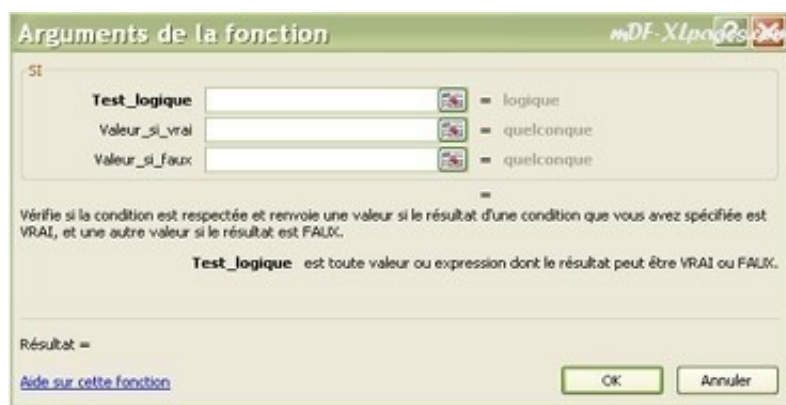 Arguments de la fonction
mDF-XLpages.com
SI
Test_logique = logique
Valeur_si_vrai = quelconque
Valeur_si_faux = quelconque
=
Vérifie si la condition est respectée et renvoie une valeur si le résultat d'une condition que vous avez spécifiée est
VRAI, et une autre valeur si le résultat est FAUX.
Test_logique est toute valeur ou expression dont le résultat peut être VRAI ou FAUX.
Résultat =
Aide sur cette fonction
OK
Annuler